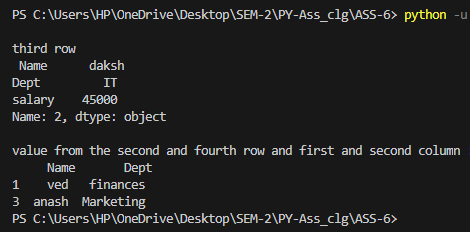 PS C:\Users\HP\OneDrive\Desktop\SEM-2\PY-Ass_clg\ASS-6> python -u
third row
 Name      daksh
Dept         IT
salary    45000
Name: 2, dtype: object
value from the second and fourth row and first and second column
    Name       Dept
1    ved   finances
3  anash  Marketing
PS C:\Users\HP\OneDrive\Desktop\SEM-2\PY-Ass_clg\ASS-6>